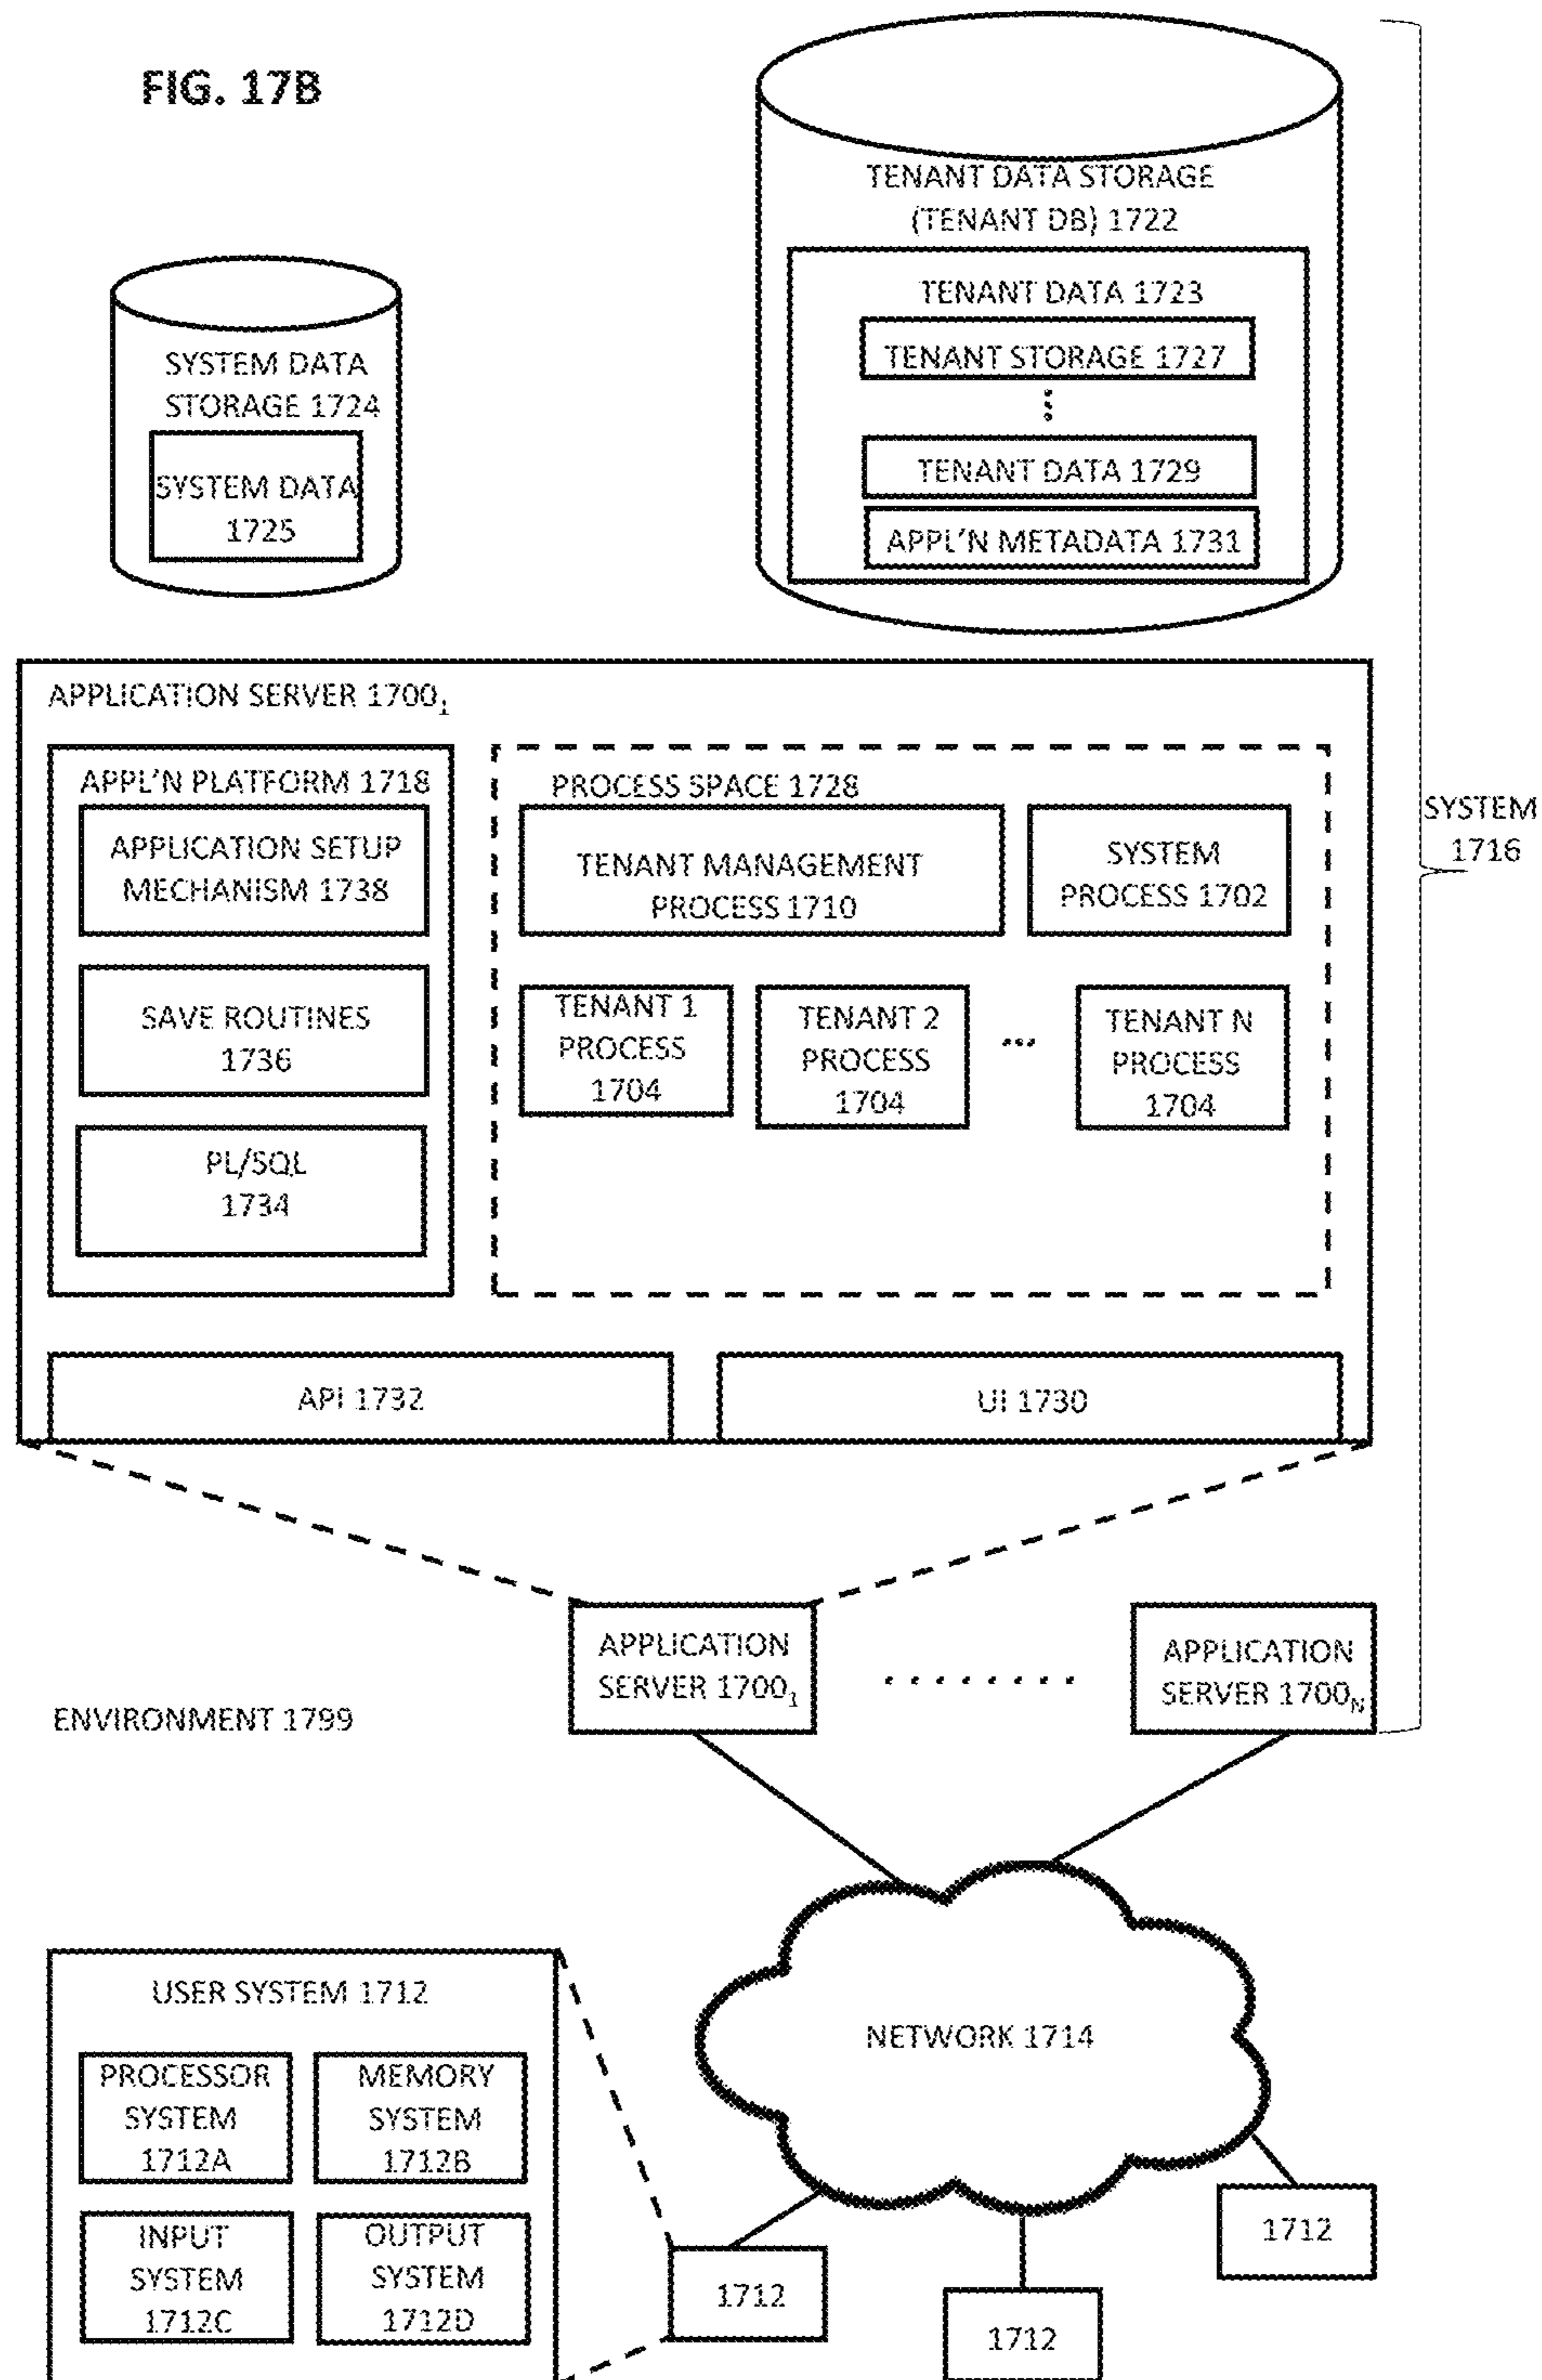 FIG. 17B
TENANT DATA STORAGE
(TENANT DB) 1722
TENANT DATA 1723
TENANT STORAGE 1727
⋮
TENANT DATA 1729
APPL'N METADATA 1731
SYSTEM DATA
STORAGE 1724
SYSTEM DATA
1725
SYSTEM
1716
APPLICATION SERVER 1700₁
APPL'N PLATFORM 1718
APPLICATION SETUP
MECHANISM 1738
SAVE ROUTINES
1736
PL/SQL
1734
PROCESS SPACE 1728
TENANT MANAGEMENT
PROCESS 1710
SYSTEM
PROCESS 1702
TENANT 1
PROCESS
1704
TENANT 2
PROCESS
1704
...
TENANT N
PROCESS
1704
API 1732
UI 1730
APPLICATION
SERVER 1700₁
. . . . . . . .
APPLICATION
SERVER 1700N
ENVIRONMENT 1799
NETWORK 1714
USER SYSTEM 1712
PROCESSOR
SYSTEM
1712A
MEMORY
SYSTEM
1712B
INPUT
SYSTEM
1712C
OUTPUT
SYSTEM
1712D
1712
1712
1712